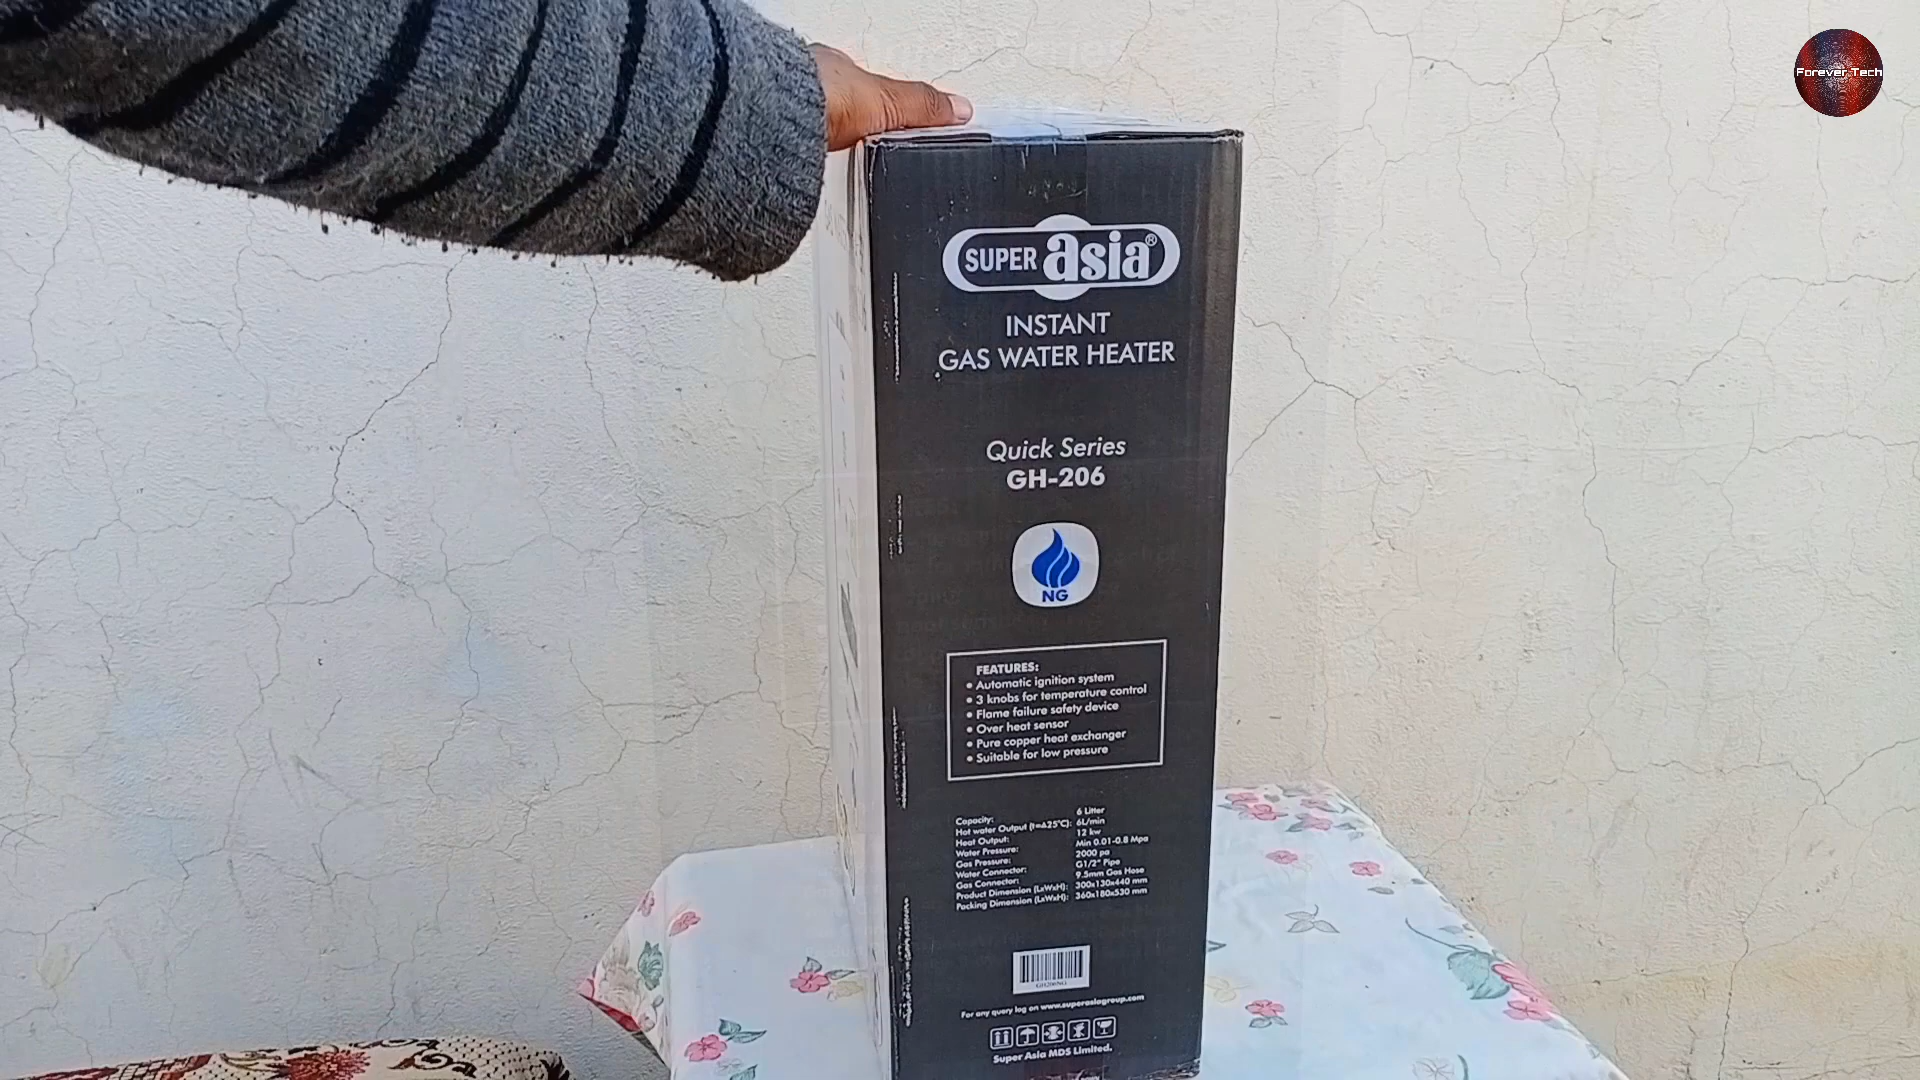 Forever.Tech
SUPER asia®
INSTANT
GAS WATER HEATER
Quick Series
GH-206
NG
FEATURES:
• Automatic ignition system
• 3 knobs for temperature control
• Flame failure safety device
• Over heat sensor
• Pure copper heat exchanger
• Suitable for low pressure
Capacity: 6 Litter
Hot water Output (t=∆25°C): 6L/min
Heat Output: 12 kw
Water Pressure: Min 0.01-0.8 Mpa
Gas Pressure: 2000 pa
Water Connector: G1/2" Pipe
Gas Connector: 9.5mm Gas Hose
Product Dimension (LxWxH): 300x130x440 mm
Packing Dimension (LxWxH): 360x180x530 mm
GH206NG
For any query log on www.superasiagroup.com
Super Asia MDS Limited.